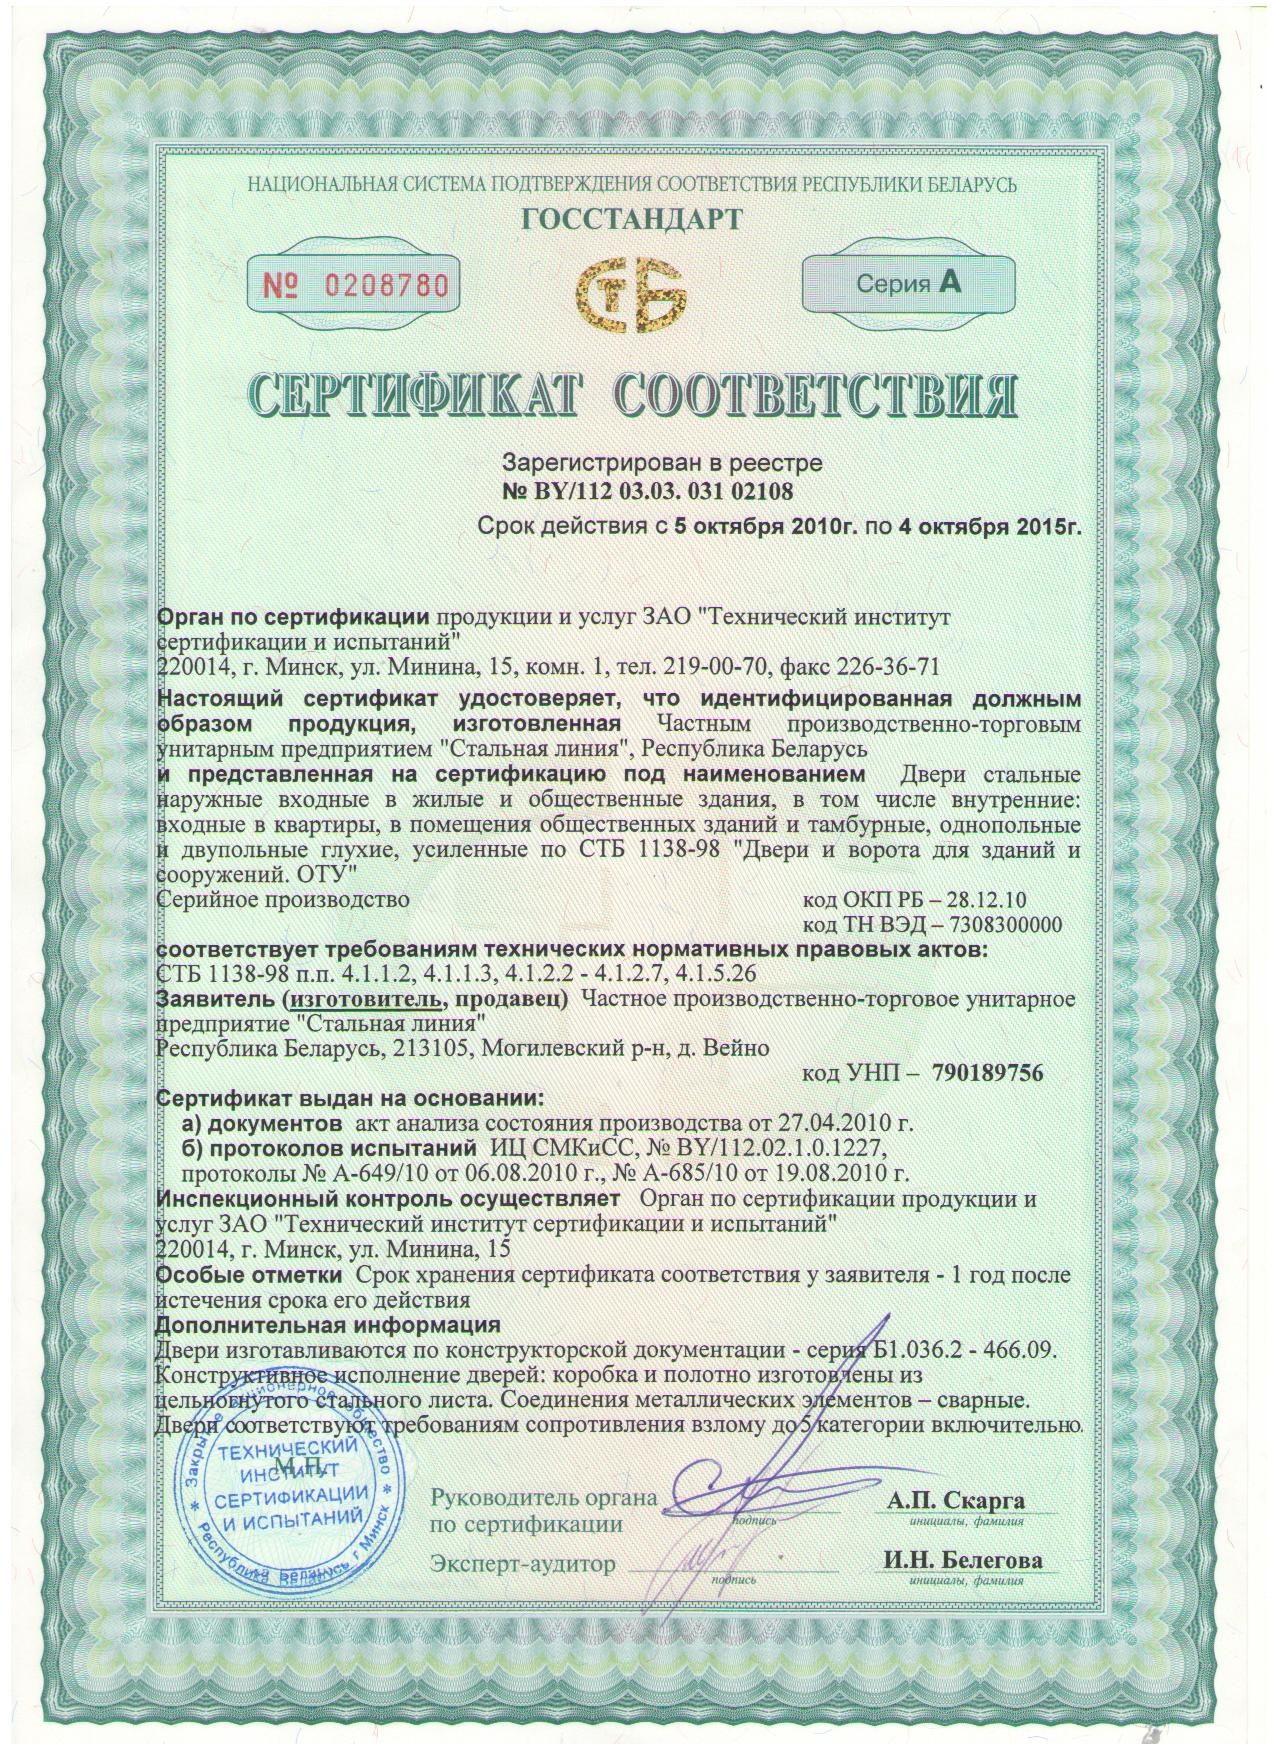 НАЦИОНАЛЬНАЯ СИСТЕМА ПОДТВЕРЖДЕНИЯ СООТВЕТСТВИЯ РЕСПУБЛИКИ БЕЛАРУСЬ
ГОССТАНДАРТ
№ 0208780
СТБ
Серия А
СЕРТИФИКАТ СООТВЕТСТВИЯ
Зарегистрирован в реестре
№ BY/112 03.03. 031 02108
Срок действия с 5 октября 2010г. по 4 октября 2015г.
Орган по сертификации продукции и услуг ЗАО "Технический институт
сертификации и испытаний"
220014, г. Минск, ул. Минина, 15, комн. 1, тел. 219-00-70, факс 226-36-71
Настоящий сертификат удостоверяет, что идентифицированная должным
образом продукция, изготовленная Частным производственно-торговым
унитарным предприятием "Стальная линия", Республика Беларусь
и представленная на сертификацию под наименованием Двери стальные
наружные входные в жилые и общественные здания, в том числе внутренние:
входные в квартиры, в помещения общественных зданий и тамбурные, однопольные
и двупольные глухие, усиленные по СТБ 1138-98 "Двери и ворота для зданий и
сооружений. ОТУ"
Серийное производство код ОКП РБ – 28.12.10
код ТН ВЭД – 7308300000
соответствует требованиям технических нормативных правовых актов:
СТБ 1138-98 п.п. 4.1.1.2, 4.1.1.3, 4.1.2.2 - 4.1.2.7, 4.1.5.26
Заявитель (изготовитель, продавец) Частное производственно-торговое унитарное
предприятие "Стальная линия"
Республика Беларусь, 213105, Могилевский р-н, д. Вейно
код УНП – 790189756
Сертификат выдан на основании:
а) документов акт анализа состояния производства от 27.04.2010 г.
б) протоколов испытаний ИЦ СМКиСС, № BY/112.02.1.0.1227,
протоколы № А-649/10 от 06.08.2010 г., № А-685/10 от 19.08.2010 г.
Инспекционный контроль осуществляет Орган по сертификации продукции и
услуг ЗАО "Технический институт сертификации и испытаний"
220014, г. Минск, ул. Минина, 15
Особые отметки Срок хранения сертификата соответствия у заявителя - 1 год после
истечения срока его действия
Дополнительная информация
Двери изготавливаются по конструкторской документации - серия Б1.036.2 - 466.09.
Конструктивное исполнение дверей: коробка и полотно изготовлены из
цельногнутого стального листа. Соединения металлических элементов – сварные.
Двери соответствуют требованиям сопротивления взлому до 5 категории включительно.
Закрытое акционерное общество
ТЕХНИЧЕСКИЙ
ИНСТИТУТ
СЕРТИФИКАЦИИ
И ИСПЫТАНИЙ
Республика Беларусь г Минск
М.П.
Руководитель органа
по сертификации
подпись
А.П. Скарга
инициалы, фамилия
Эксперт-аудитор
подпись
И.Н. Белегова
инициалы, фамилия